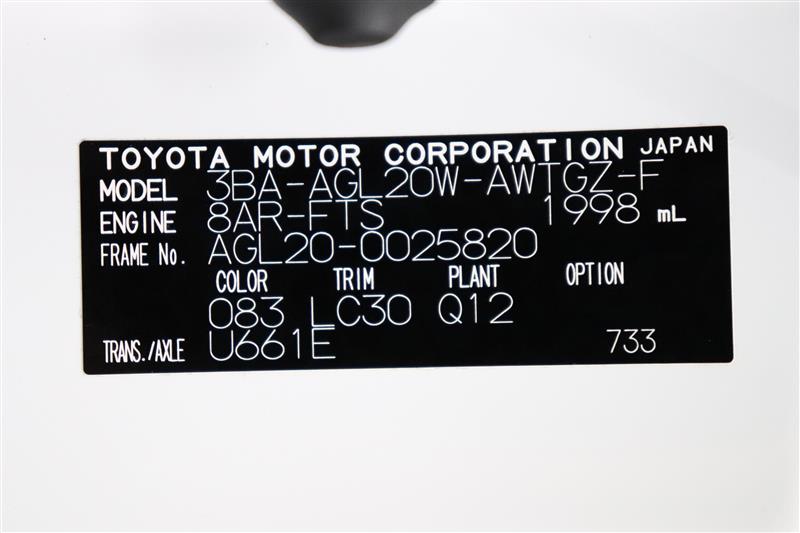 TOYOTA MOTOR CORPORATION JAPAN
MODEL 3BA-AGL20W-AWTGZ-F
ENGINE 8AR-FTS 1998 mL
FRAME No. AGL20-0025820
COLOR TRIM PLANT OPTION
083 LC30 Q12
TRANS./AXLE U661E 733